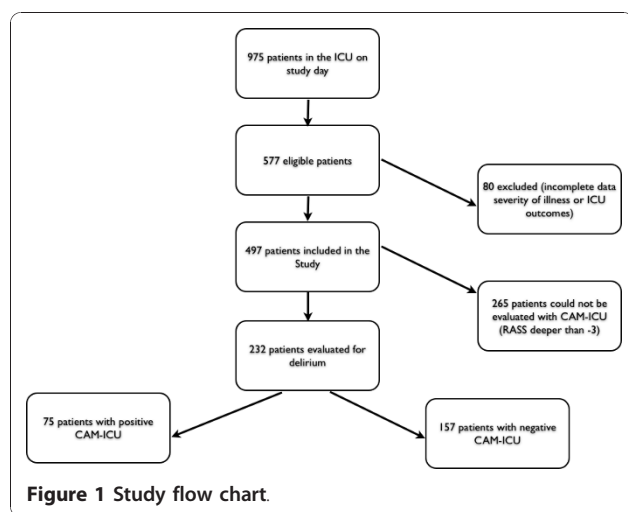 975 patients in the ICU on
study day
577 eligible patients
80 excluded (incomplete data
severity of illness or ICU
outcomes)
497 patients included in the
Study
265 patients could not be
evaluated with CAM-ICU
(RASS deeper than -3)
232 patients evaluated for
delirium
75 patients with positive
CAM-ICU
157 patients with negative
CAM-ICU
Figure 1 Study flow chart.